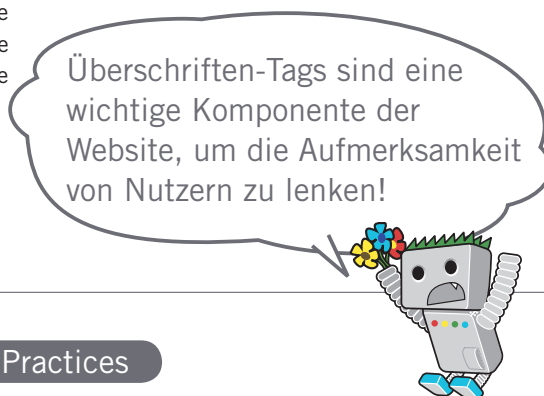 e
e
e
Überschriften-Tags sind eine
wichtige Komponente der
Website, um die Aufmerksamkeit
von Nutzern zu lenken!
Practices